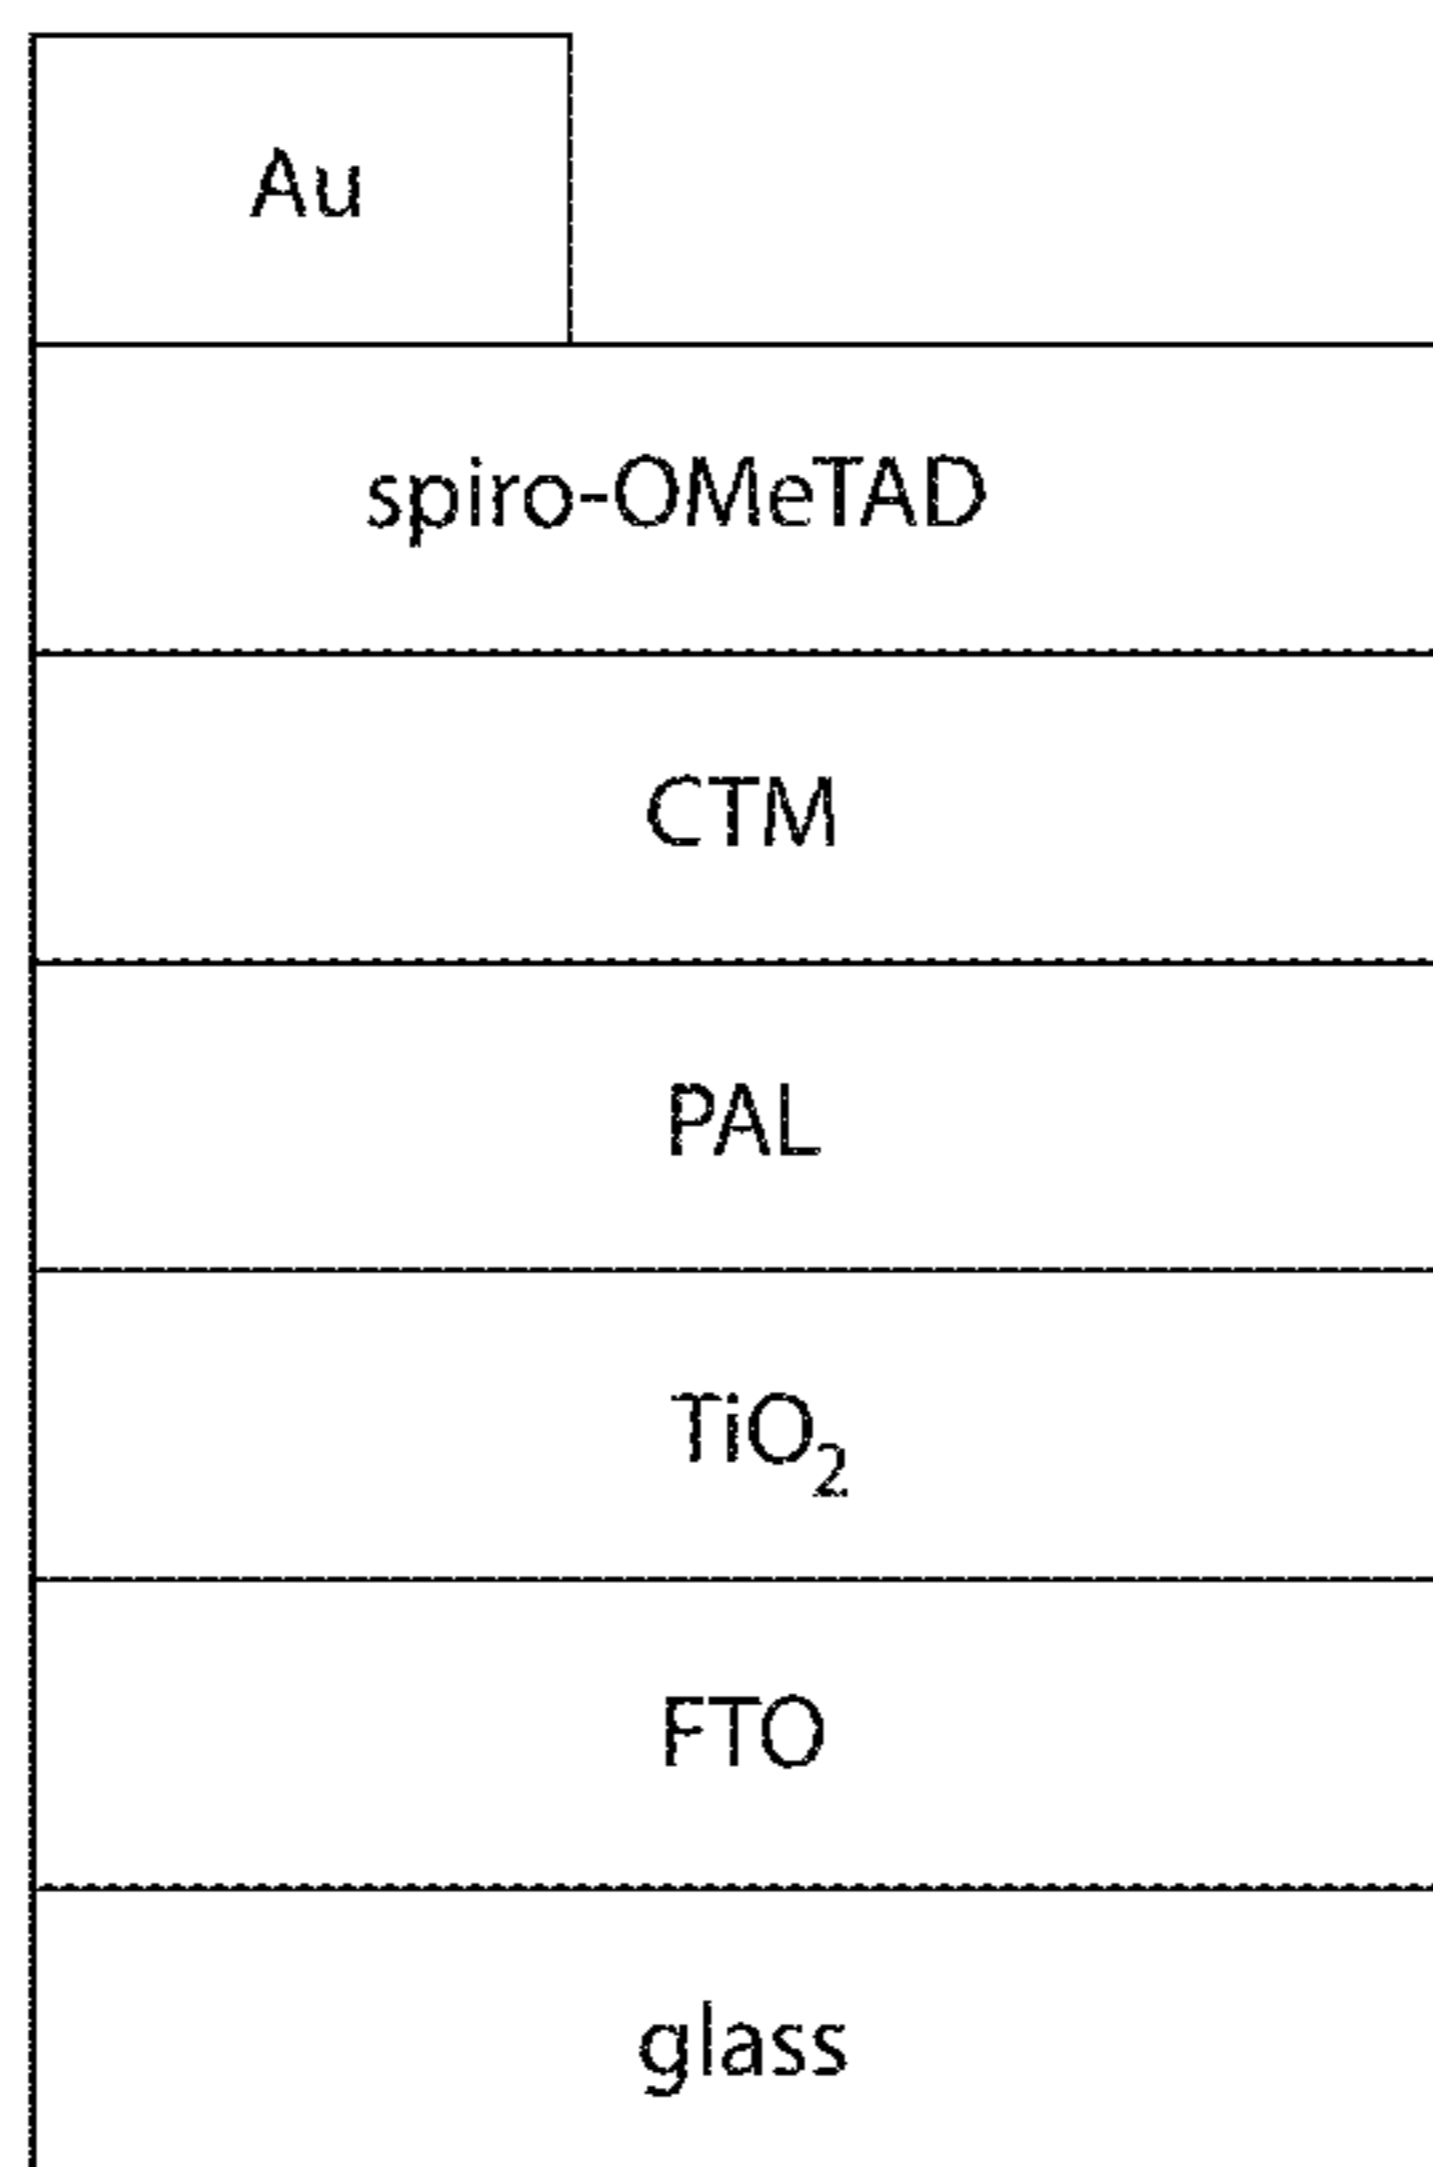 Au
spiro-OMeTAD
CTM
PAL
TiO₂
FTO
glass